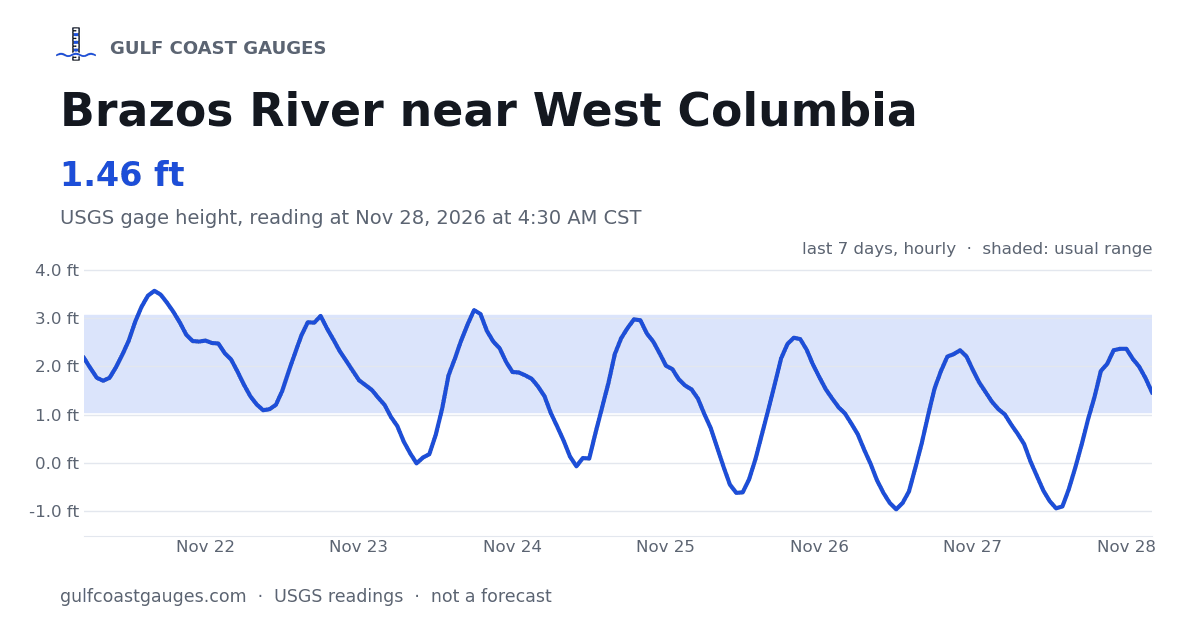 GULF COAST GAUGES
Brazos River near West Columbia
1.46 ft
USGS gage height, reading at Nov 28, 2026 at 4:30 AM CST
last 7 days, hourly · shaded: usual range
4.0 ft
3.0 ft
2.0 ft
1.0 ft
0.0 ft
-1.0 ft
Nov 22 Nov 23 Nov 24 Nov 25 Nov 26 Nov 27 Nov 28
gulfcoastgauges.com · USGS readings · not a forecast